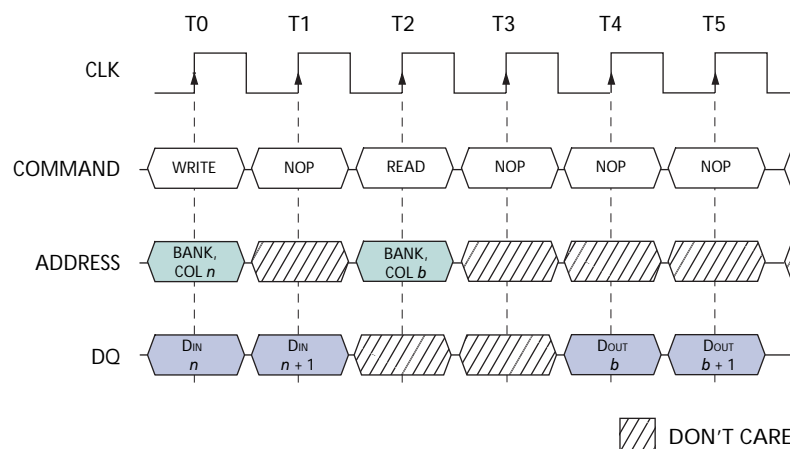 T0 T1 T2 T3 T4 T5
CLK
COMMAND WRITE NOP READ NOP NOP NOP
ADDRESS BANK, COL n BANK, COL b
DQ DIN n DIN n + 1 DOUT b DOUT b + 1
DON'T CARE